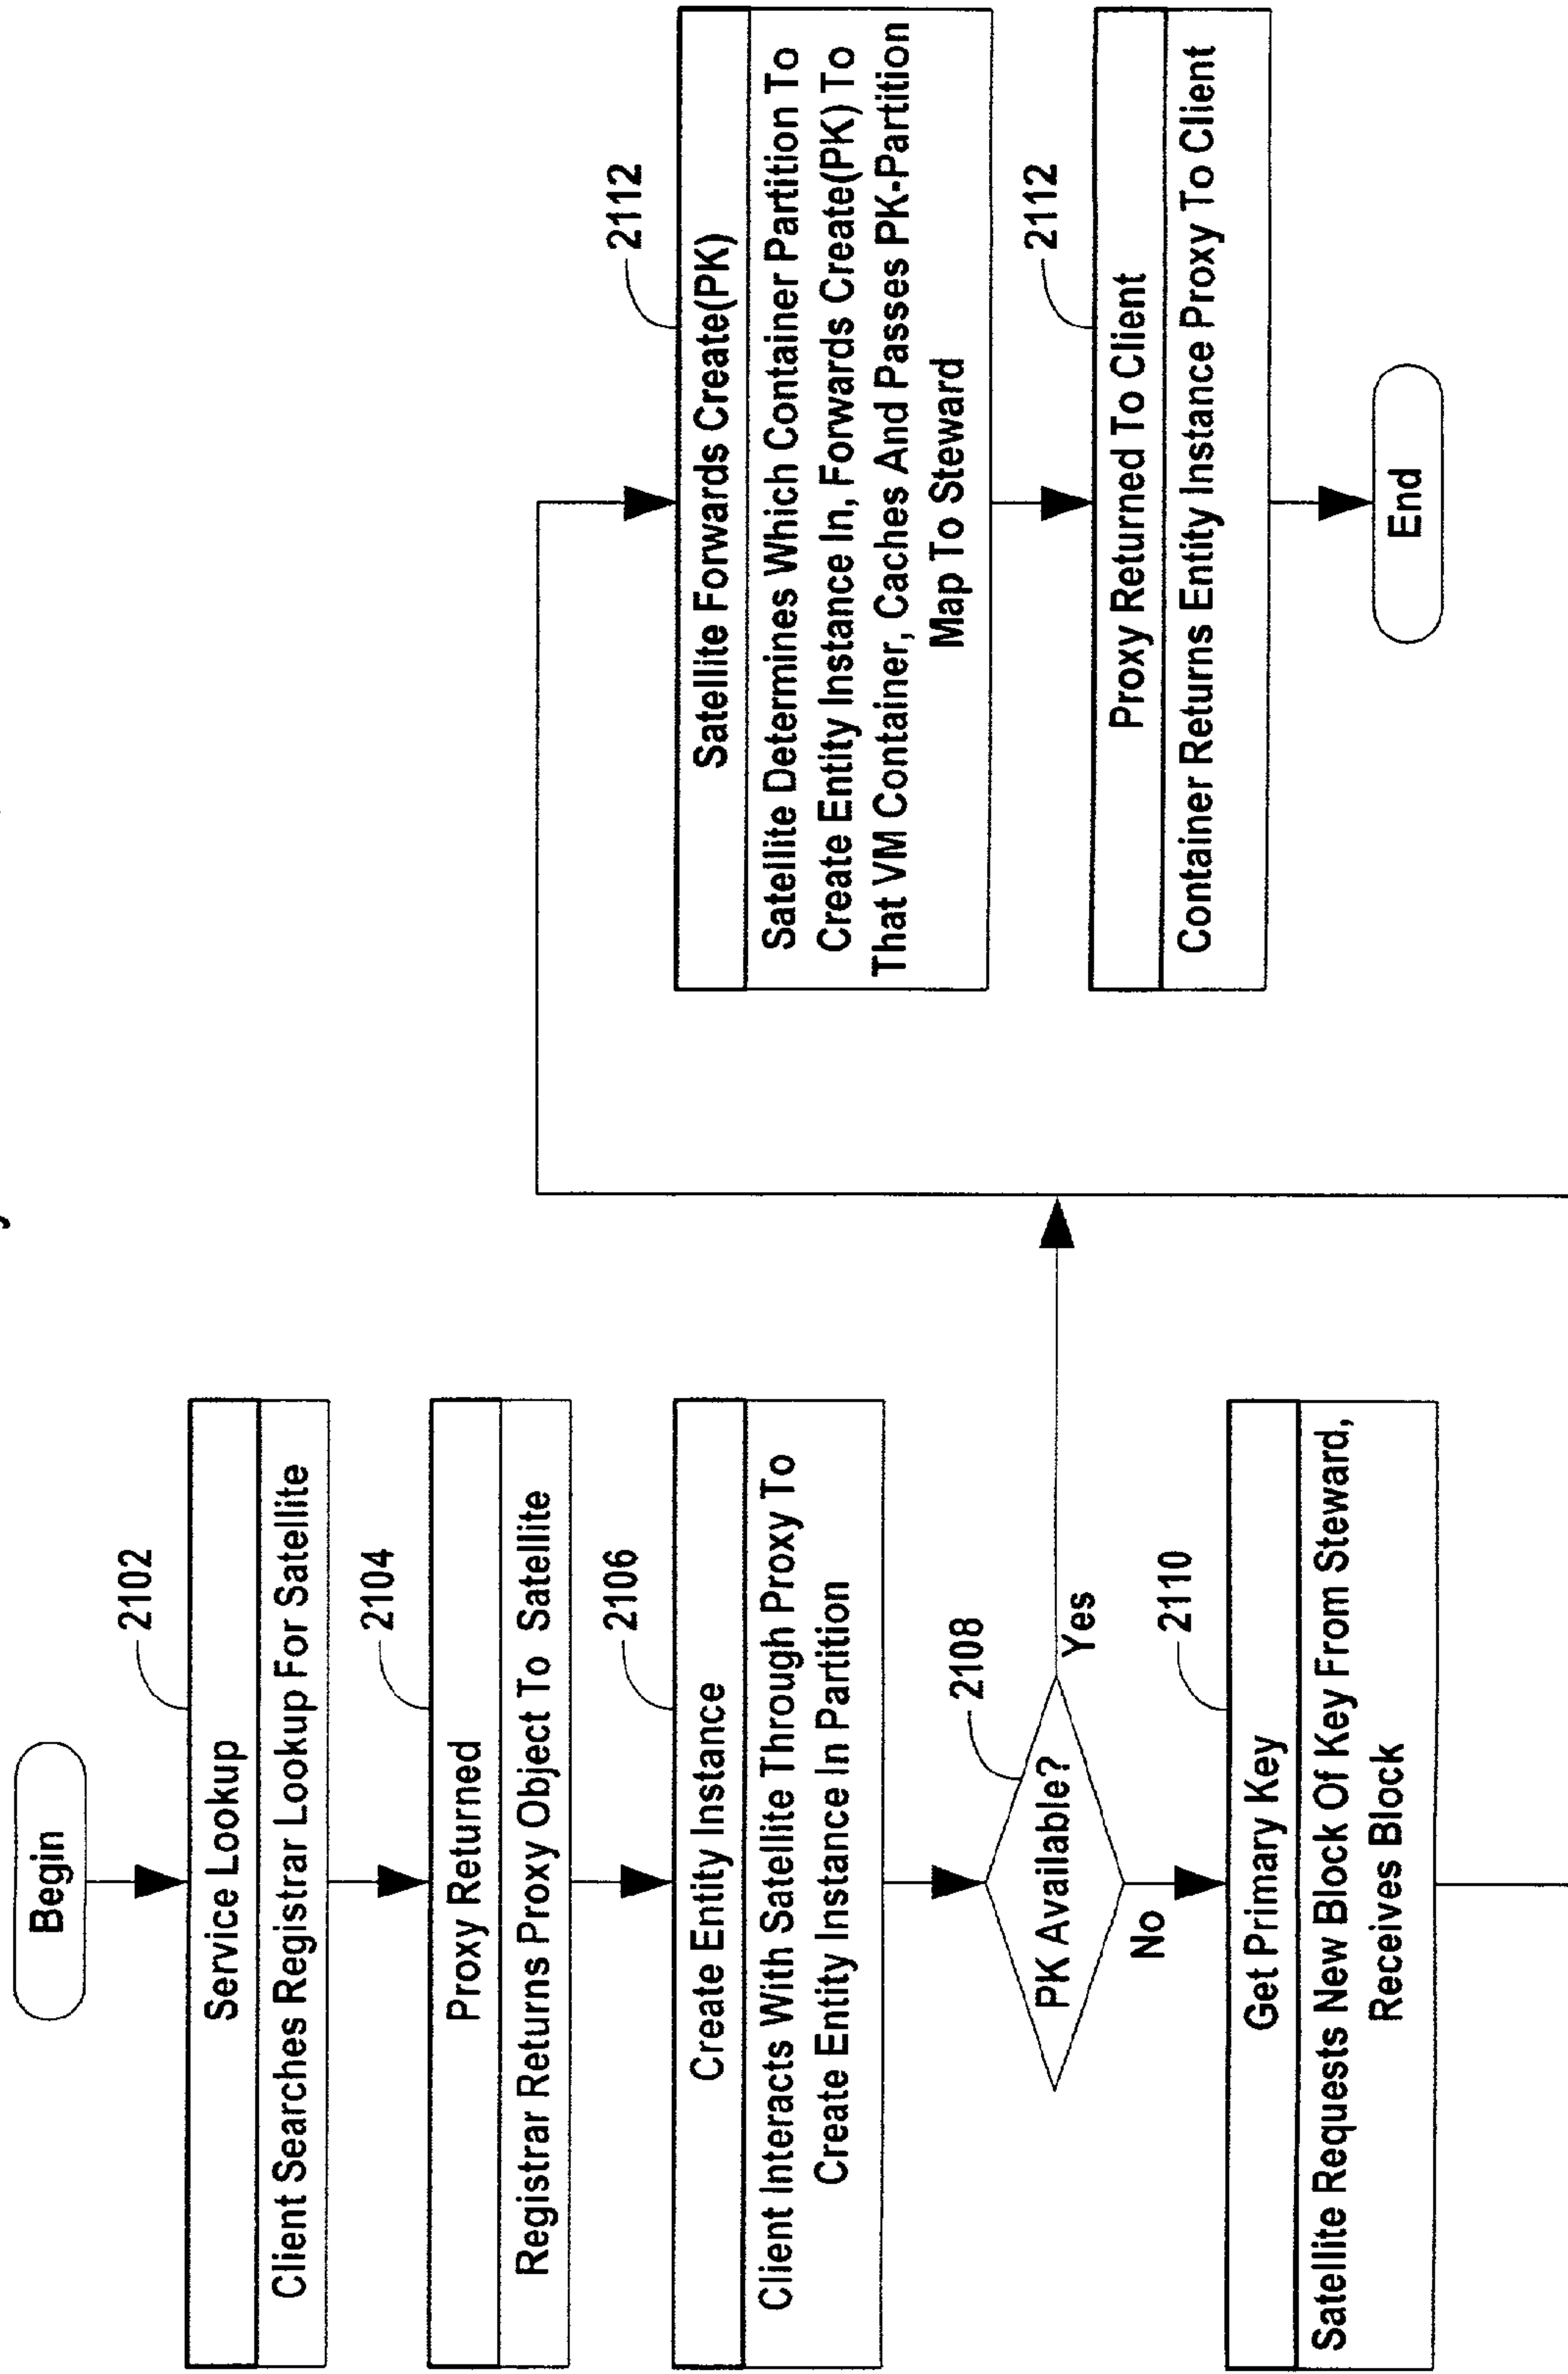 Begin
2102
Service Lookup
Client Searches Registrar Lookup For Satellite
2104
Proxy Returned
Registrar Returns Proxy Object To Satellite
2106
Create Entity Instance
Client Interacts With Satellite Through Proxy To
Create Entity Instance In Partition
2108
PK Available?
Yes
No
2110
Get Primary Key
Satellite Requests New Block Of Key From Steward,
Receives Block
2112
Satellite Forwards Create(PK)
Satellite Determines Which Container Partition To
Create Entity Instance In, Forwards Create(PK) To
That VM Container, Caches And Passes PK-Partition
Map To Steward
2112
Proxy Returned To Client
Container Returns Entity Instance Proxy To Client
End